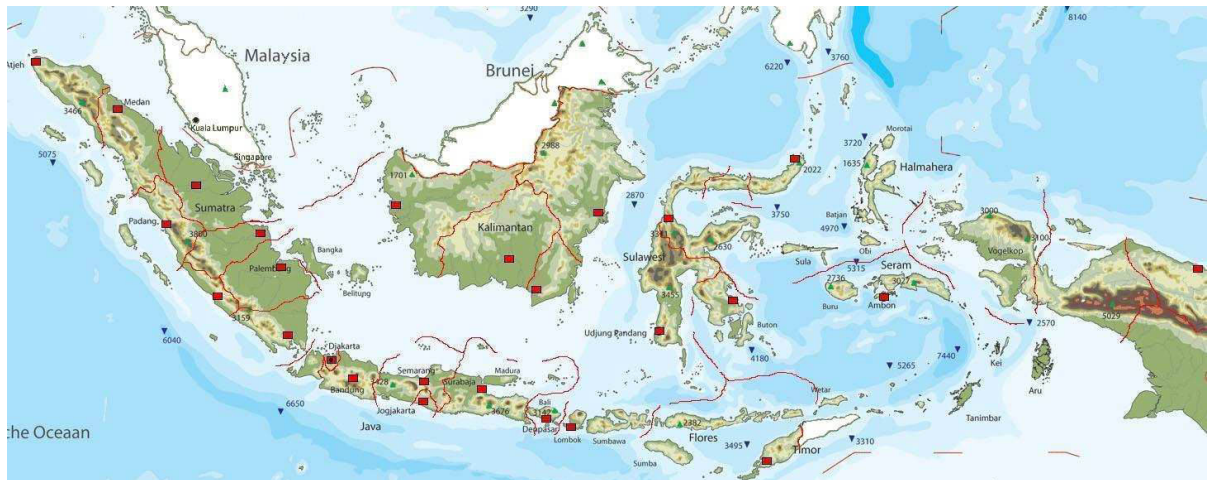 3290
8140
Malaysia
Brunei
6220
3760
Atjeh
3466
Medan
Kuala Lumpur
Singapore
5075
2988
1701
3720
Morotai
1635
Halmahera
2022
2870
3750
Batjan
4970
Sumatra
Padang
3800
Bangka
Palembang
Belitung
Kalimantan
2630
Sulawesi
3455
Sula
Obi
5315
Seram
2736
3027
Buru
Ambon
3000
Vogelkop
3100
5029
2570
3159
6040
Udjung Pandang
Buton
4180
5265
7440
Kei
Aru
Djakarta
Semarang
Surabaja
Madura
Bandung
Jogjakarta
3676
6650
Java
Bali
3142
Denpasar
Lombok
Sumbawa
2382
Flores
Sumba
3495
Timor
3310
Wetar
Tanimbar
che Oceaan